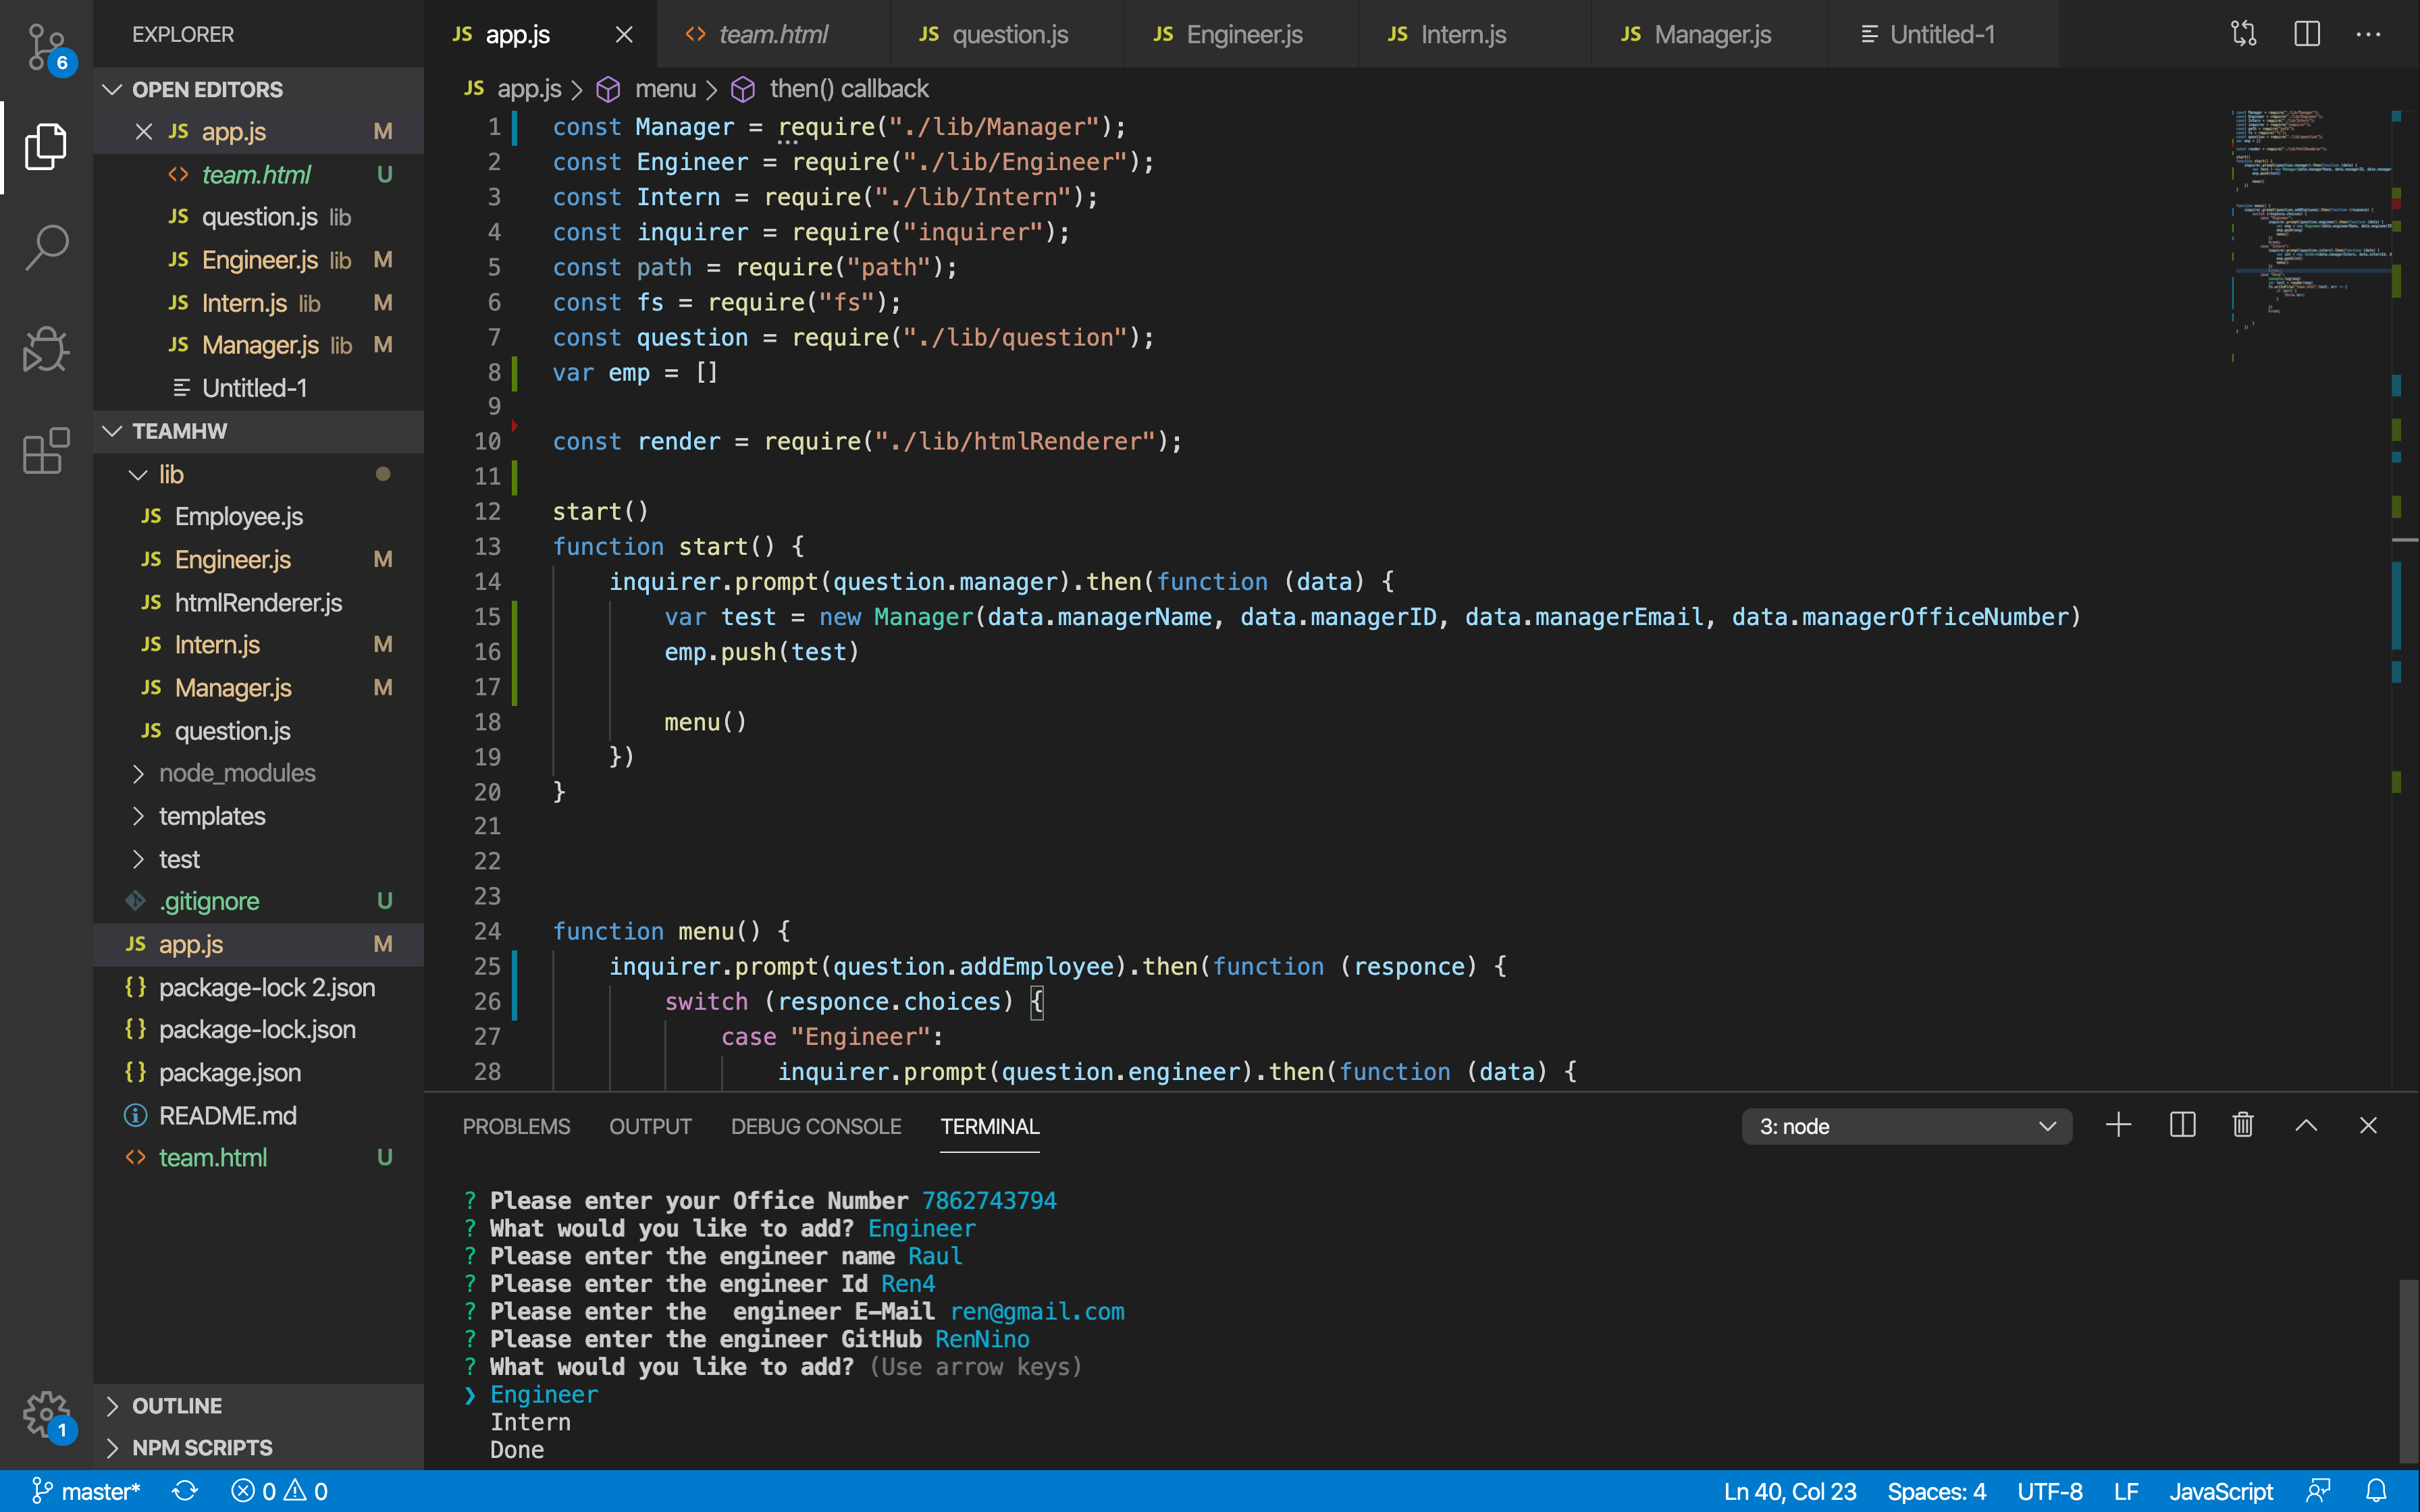 EXPLORER
OPEN EDITORS
JS app.js M
<> team.html U
JS question.js lib
JS Engineer.js lib M
JS Intern.js lib M
JS Manager.js lib M
Untitled-1
TEAMHW
lib
JS Employee.js
JS Engineer.js M
JS htmlRenderer.js
JS Intern.js M
JS Manager.js M
JS question.js
node_modules
templates
test
.gitignore U
JS app.js M
{} package-lock 2.json
{} package-lock.json
{} package.json
README.md
<> team.html U
OUTLINE
NPM SCRIPTS
6
1
JS app.js
<> team.html
JS question.js
JS Engineer.js
JS Intern.js
JS Manager.js
Untitled-1
JS app.js > menu > then() callback
1 const Manager = require("./lib/Manager");
2 const Engineer = require("./lib/Engineer");
3 const Intern = require("./lib/Intern");
4 const inquirer = require("inquirer");
5 const path = require("path");
6 const fs = require("fs");
7 const question = require("./lib/question");
8 var emp = []
9
10 const render = require("./lib/htmlRenderer");
11
12 start()
13 function start() {
14 inquirer.prompt(question.manager).then(function (data) {
15 var test = new Manager(data.managerName, data.managerID, data.managerEmail, data.managerOfficeNumber)
16 emp.push(test)
17
18 menu()
19 })
20 }
21
22
23
24 function menu() {
25 inquirer.prompt(question.addEmployee).then(function (responce) {
26 switch (responce.choices) {
27 case "Engineer":
28 inquirer.prompt(question.engineer).then(function (data) {
PROBLEMS OUTPUT DEBUG CONSOLE TERMINAL
3: node
? Please enter your Office Number 7862743794
? What would you like to add? Engineer
? Please enter the engineer name Raul
? Please enter the engineer Id Ren4
? Please enter the  engineer E-Mail ren@gmail.com
? Please enter the engineer GitHub RenNino
? What would you like to add? (Use arrow keys)
❯ Engineer
Intern
Done
master* 0 0 Ln 40, Col 23 Spaces: 4 UTF-8 LF JavaScript